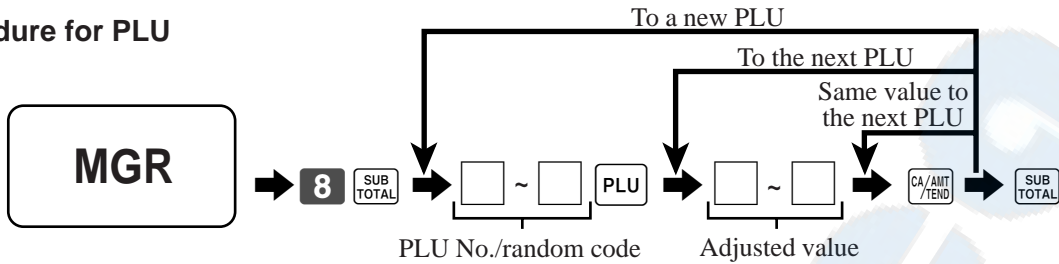 To a new PLU
dure for PLU
To the next PLU
Same value to
the next PLU
MGR
8
SUB
TOTAL
~
PLU
~
CA/AMT
/TEND
SUB
TOTAL
PLU No./random code
Adjusted value